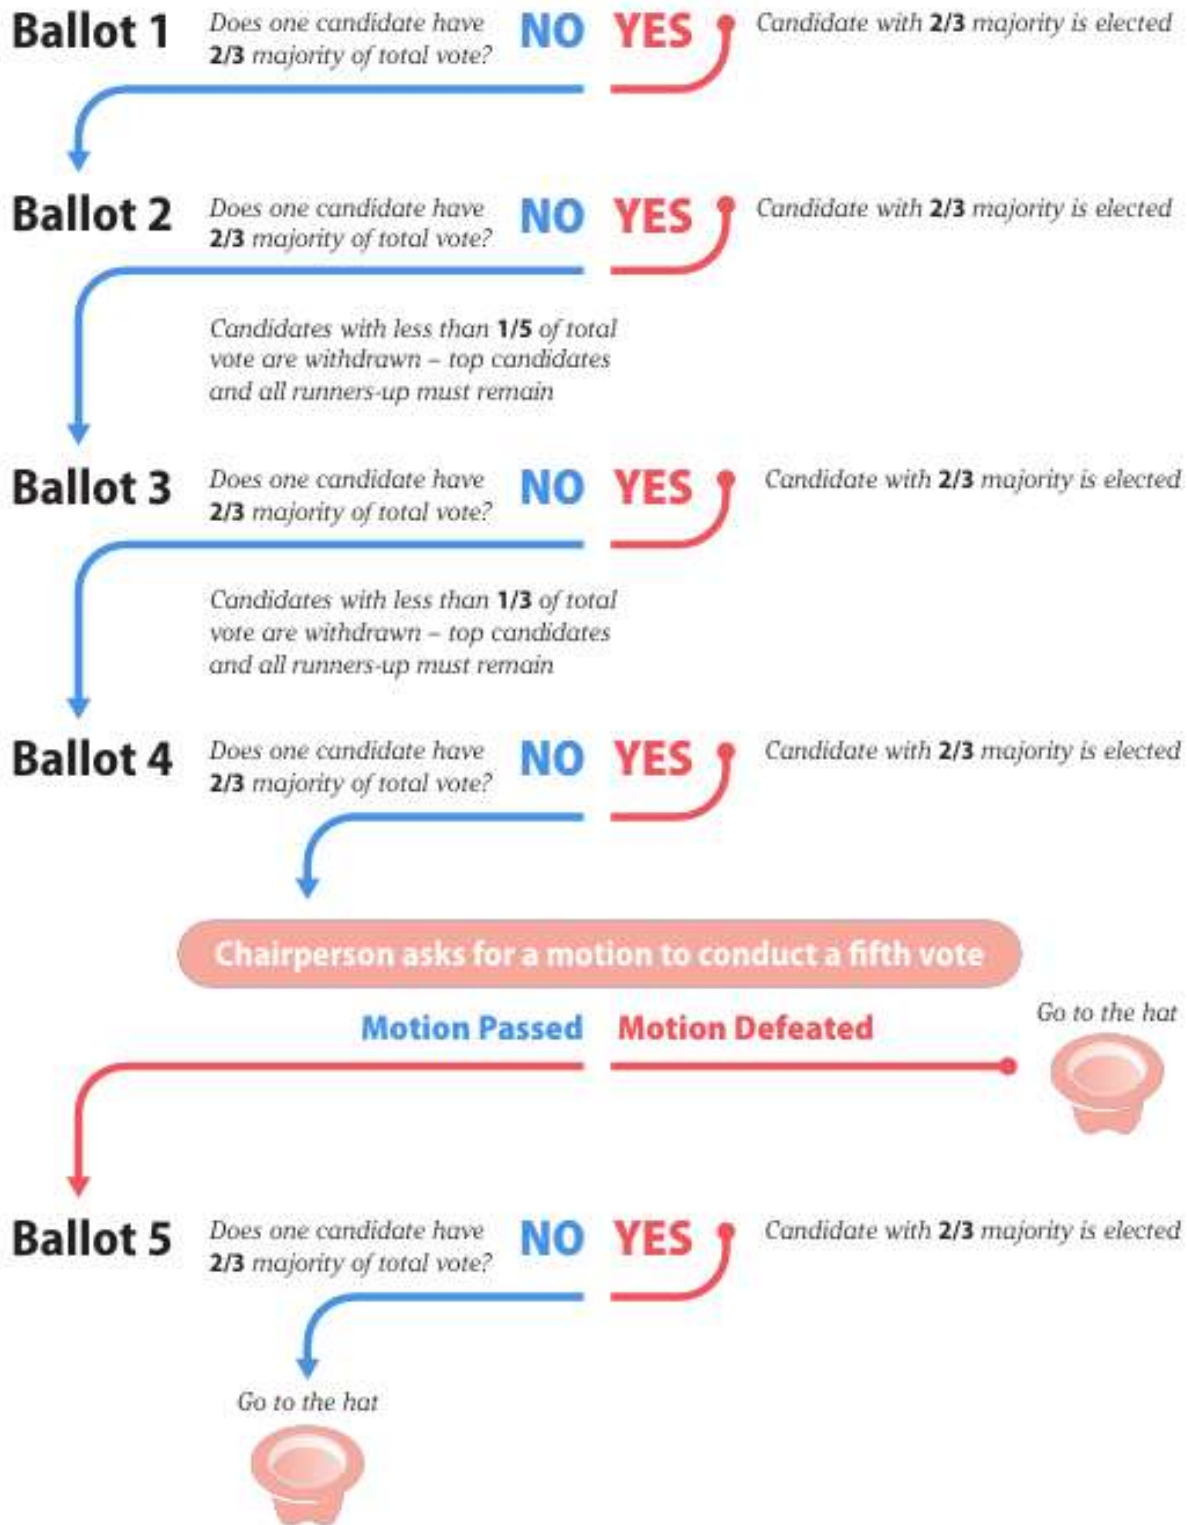 Ballot 1
Does one candidate have
2/3 majority of total vote?
NO YES
Candidate with 2/3 majority is elected
Ballot 2
Does one candidate have
2/3 majority of total vote?
NO YES
Candidate with 2/3 majority is elected
Candidates with less than 1/5 of total
vote are withdrawn – top candidates
and all runners-up must remain
Ballot 3
Does one candidate have
2/3 majority of total vote?
NO YES
Candidate with 2/3 majority is elected
Candidates with less than 1/3 of total
vote are withdrawn – top candidates
and all runners-up must remain
Ballot 4
Does one candidate have
2/3 majority of total vote?
NO YES
Candidate with 2/3 majority is elected
Chairperson asks for a motion to conduct a fifth vote
Motion Passed Motion Defeated
Go to the hat
Ballot 5
Does one candidate have
2/3 majority of total vote?
NO YES
Candidate with 2/3 majority is elected
Go to the hat